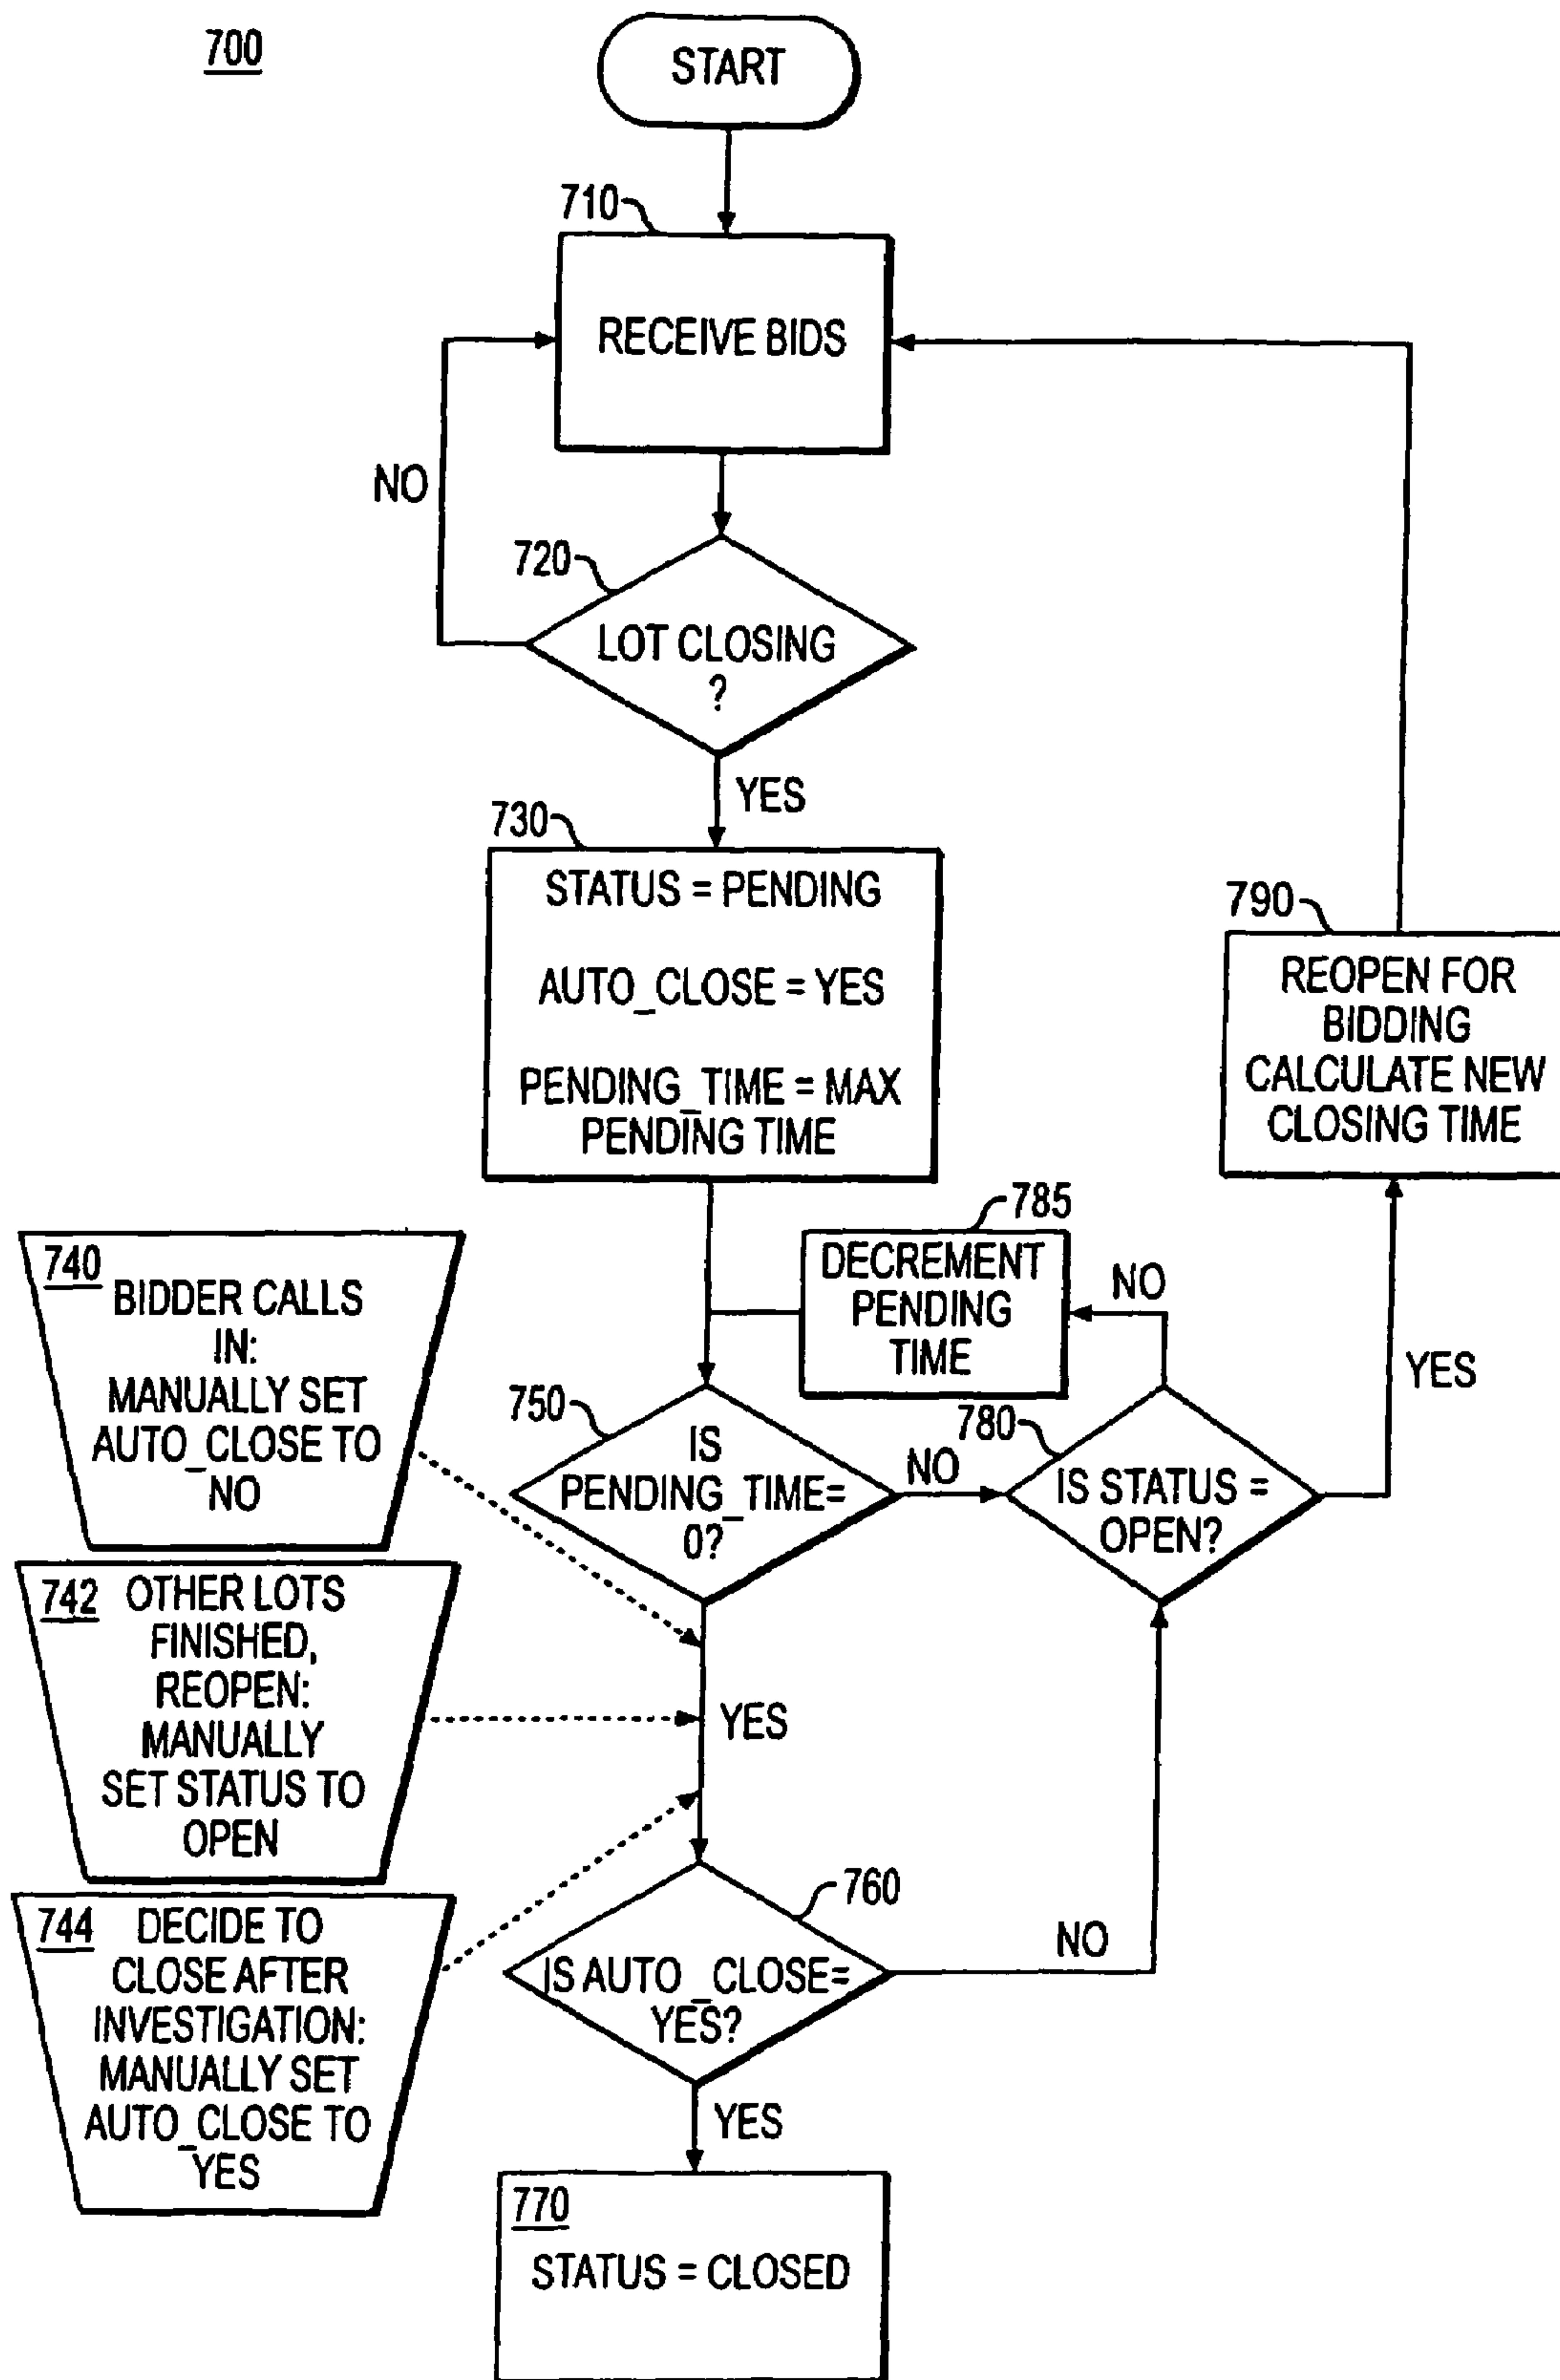 700
START
710
RECEIVE BIDS
NO
720
LOT CLOSING
?
YES
730
STATUS = PENDING
AUTO_CLOSE = YES
PENDING_TIME = MAX
PENDING TIME
790
REOPEN FOR
BIDDING
CALCULATE NEW
CLOSING TIME
785
DECREMENT
PENDING
TIME
NO
YES
740
BIDDER CALLS
IN:
MANUALLY SET
AUTO_CLOSE TO
NO
750
IS
PENDING_TIME=
0?
NO
780
IS STATUS =
OPEN?
742 OTHER LOTS
FINISHED,
REOPEN:
MANUALLY
SET STATUS TO
OPEN
YES
744 DECIDE TO
CLOSE AFTER
INVESTIGATION:
MANUALLY SET
AUTO_CLOSE TO
YES
760
IS AUTO_CLOSE=
YES?
NO
YES
770
STATUS = CLOSED